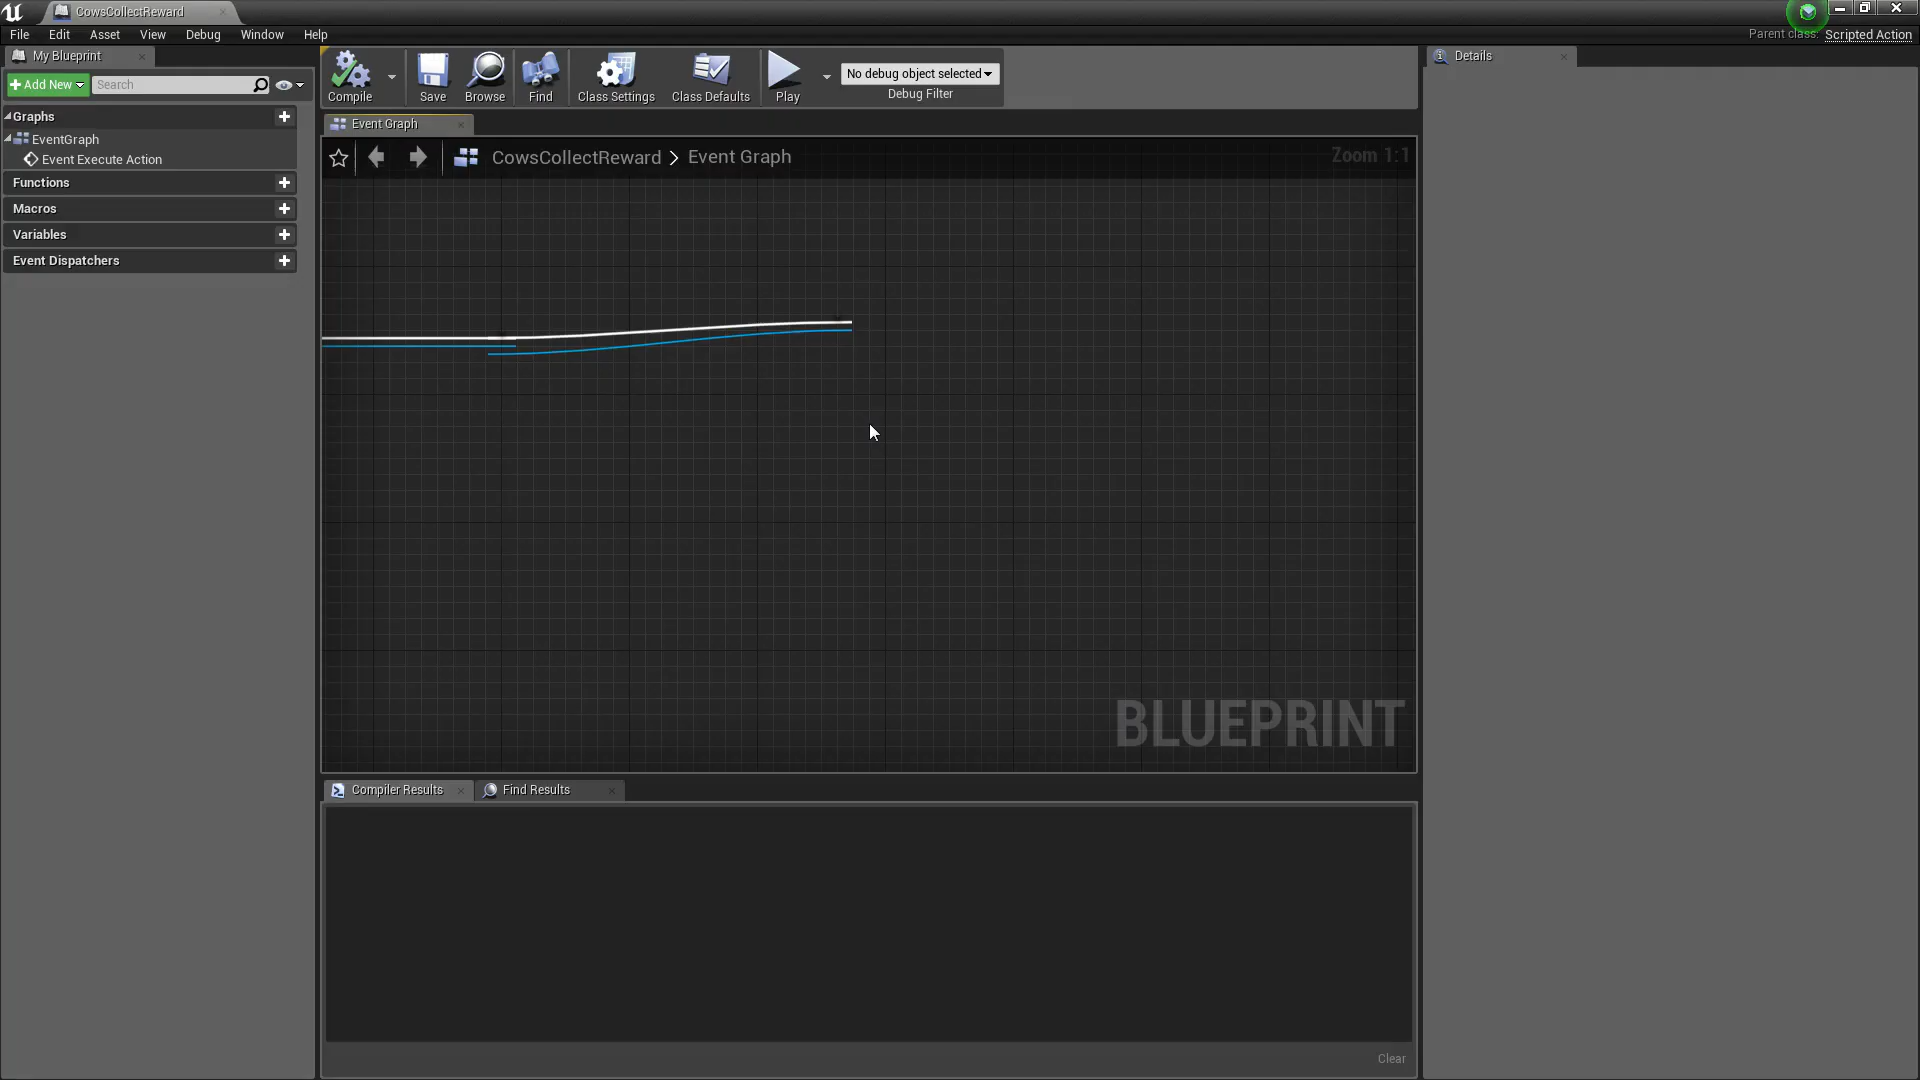 CowsCollectReward
File Edit Asset View Debug Window Help
Parent class: Scripted Action
My Blueprint
Add New
Search
Graphs
EventGraph
Event Execute Action
Functions
Macros
Variables
Event Dispatchers
Compile
Save
Browse
Find
Class Settings
Class Defaults
Play
No debug object selected
Debug Filter
Event Graph
CowsCollectReward > Event Graph
Zoom 1:1
BLUEPRINT
Compiler Results
Find Results
Clear
Details